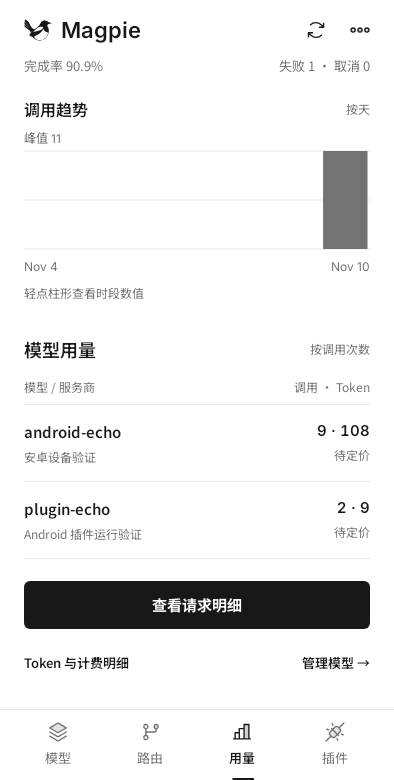 Magpie
完成率 90.9% 失败 1 · 取消 0
调用趋势 按天
峰值 11
Nov 4 Nov 10
轻点柱形查看时段数值
模型用量 按调用次数
模型 / 服务商 调用 · Token
android-echo 9 · 108
安卓设备验证 待定价
plugin-echo 2 · 9
Android 插件运行验证 待定价
查看请求明细
Token 与计费明细 管理模型 →
模型 路由 用量 插件